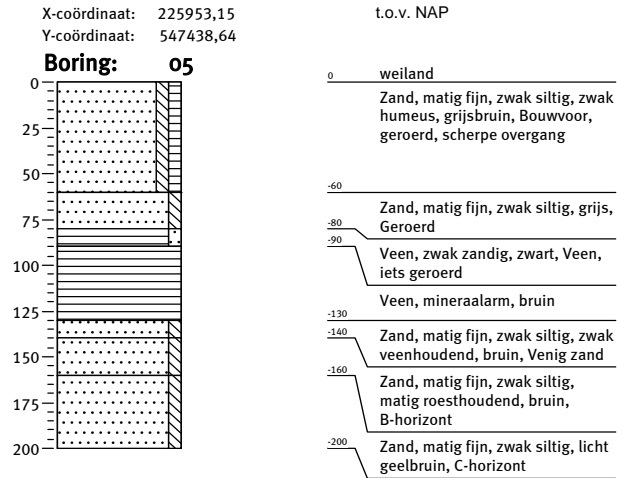 X-coördinaat: 225953,15
t.o.v. NAP
Y-coördinaat: 547438,64
Boring: 05
0
25
50
75
100
125
150
175
200
0
weiland
Zand, matig fijn, zwak siltig, zwak
humeus, grijsbruin, Bouwvoor,
geroerd, scherpe overgang
-60
Zand, matig fijn, zwak siltig, grijs,
Geroerd
-80
-90
Veen, zwak zandig, zwart, Veen,
iets geroerd
Veen, mineraalarm, bruin
-130
-140
Zand, matig fijn, zwak siltig, zwak
veenhoudend, bruin, Venig zand
-160
Zand, matig fijn, zwak siltig,
matig roesthoudend, bruin,
B-horizont
-200
Zand, matig fijn, zwak siltig, licht
geelbruin, C-horizont